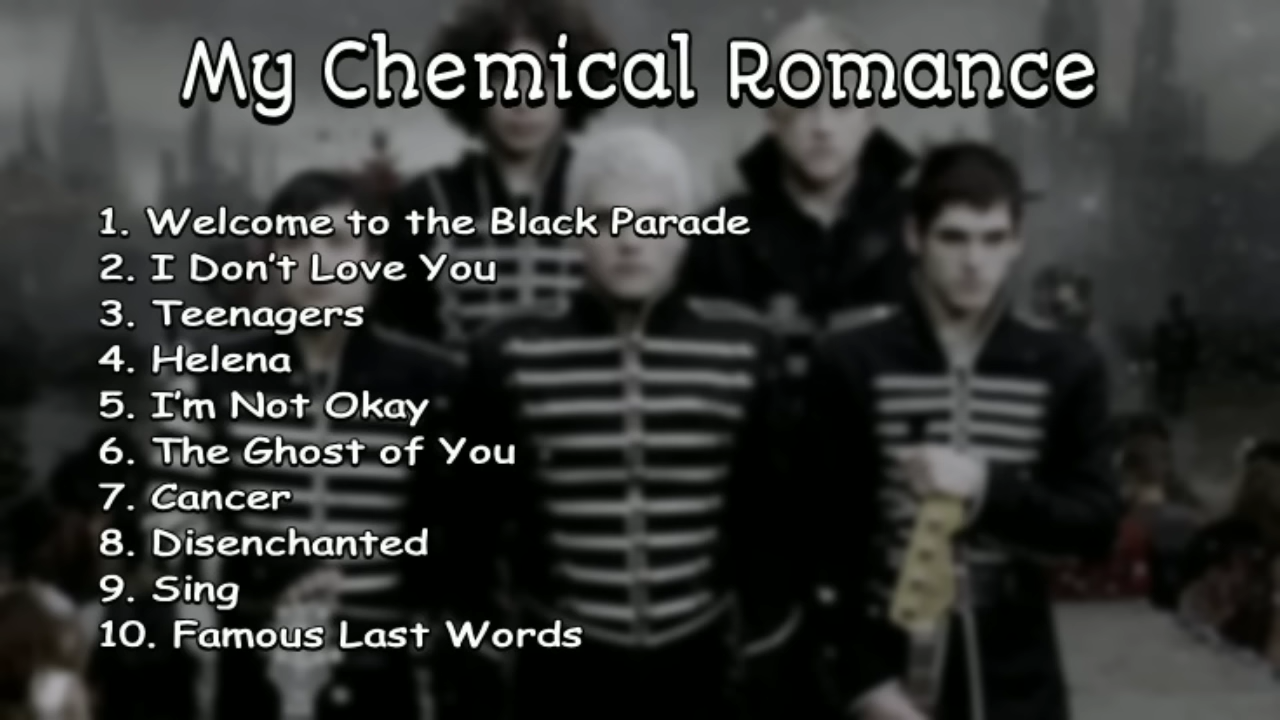 My Chemical Romance
1. Welcome to the Black Parade
2. I Don't Love You
3. Teenagers
4. Helena
5. I'm Not Okay
6. The Ghost of You
7. Cancer
8. Disenchanted
9. Sing
10. Famous Last Words